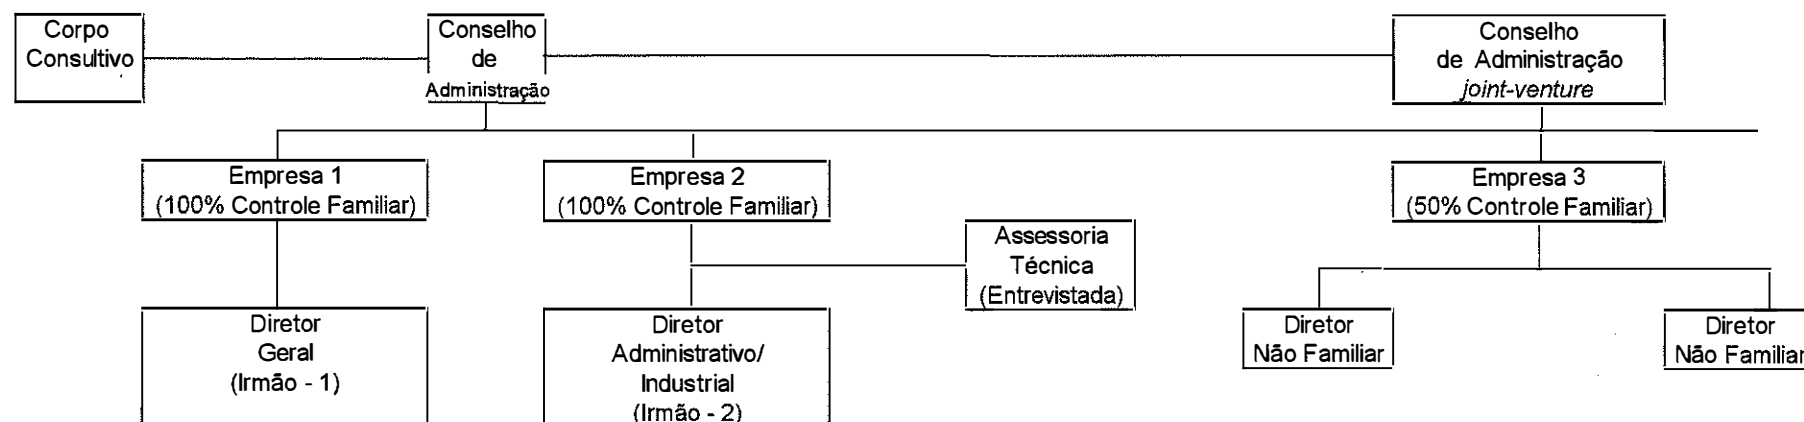 Corpo
Consultivo
Conselho
de
Administração
Conselho
de Administração
joint-venture
Empresa 1
(100% Controle Familiar)
Empresa 2
(100% Controle Familiar)
Empresa 3
(50% Controle Familiar)
Assessoria
Técnica
(Entrevistada)
Diretor
Geral
(Irmão - 1)
Diretor
Administrativo/
Industrial
(Irmão - 2)
Diretor
Não Familiar
Diretor
Não Familiar